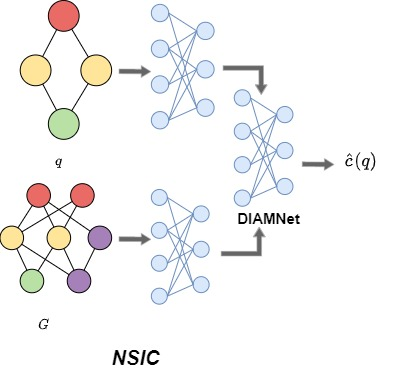 q
ĉ(q)
DIAMNet
G
NSIC